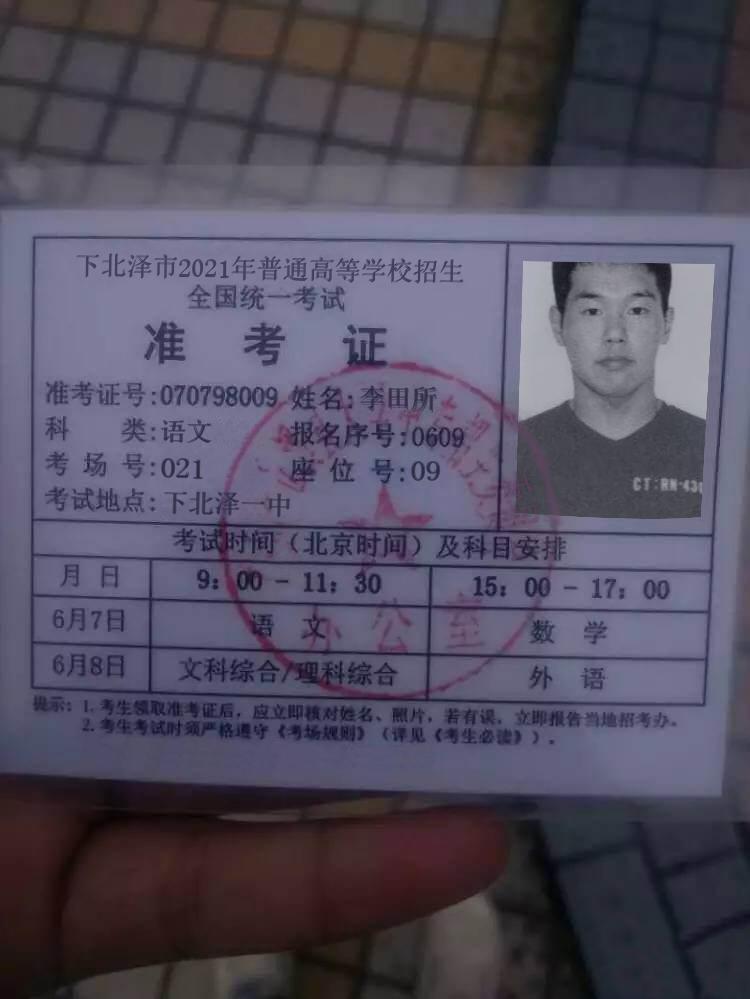 下北泽市2021年普通高等学校招生
全国统一考试
准 考 证
准考证号:070798009 姓名:李田所
科 类:语文 报名序号:0609
考 场 号:021 座 位 号:09
考试地点:下北泽一中
CT:RN-430
考试时间（北京时间）及科目安排
月 日 9：00 - 11：30 15：00 - 17：00
6月7日 语 文 数 学
6月8日 文科综合/理科综合 外 语
提示：1. 考生领取准考证后，应立即核对姓名、照片，若有误，立即报告当地招考办。
2. 考生考试时须严格遵守《考场规则》（详见《考生必读》）。
办公室